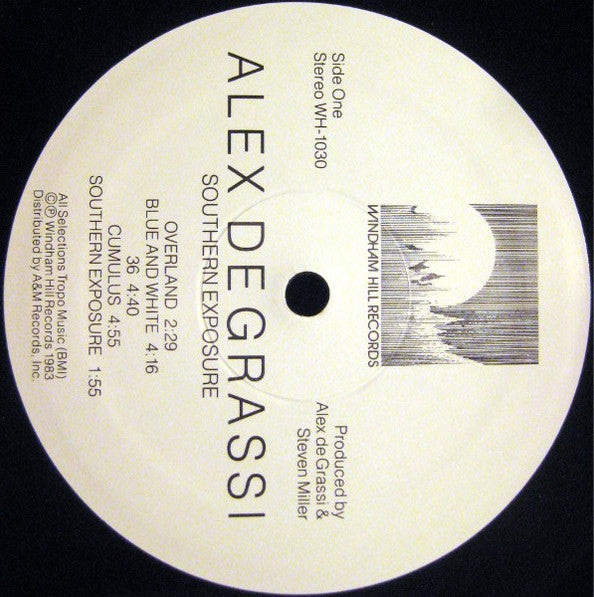 WINDHAM HILL RECORDS
Side One
Stereo WH-1030
Produced by
Alex de Grassi &
Steven Miller
ALEX DE GRASSI
SOUTHERN EXPOSURE
OVERLAND 2:29
BLUE AND WHITE 4:16
36 4:40
CUMULUS 4:55
SOUTHERN EXPOSURE 1:55
All Selections Tropo Music (BMI)
©℗ Windham Hill Records 1983
Distributed by A&M Records, Inc.